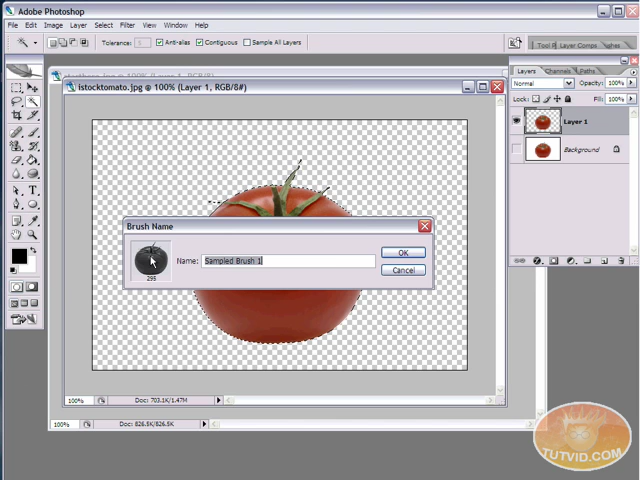 Adobe Photoshop
File Edit Image Layer Select Filter View Window Help
Tolerance: Anti-alias Contiguous Sample All Layers
Layer Comps
istocktomato.jpg @ 100% (Layer 1, RGB/8#)
Layers Channels Paths
Normal Opacity: 100%
Lock: Fill: 100%
Layer 1
Background
Brush Name
Name: Sampled Brush 1
OK
Cancel
295
100% Doc: 703.1K/1.47M
100% Doc: 826.5K/826.5K
TUTVID.COM